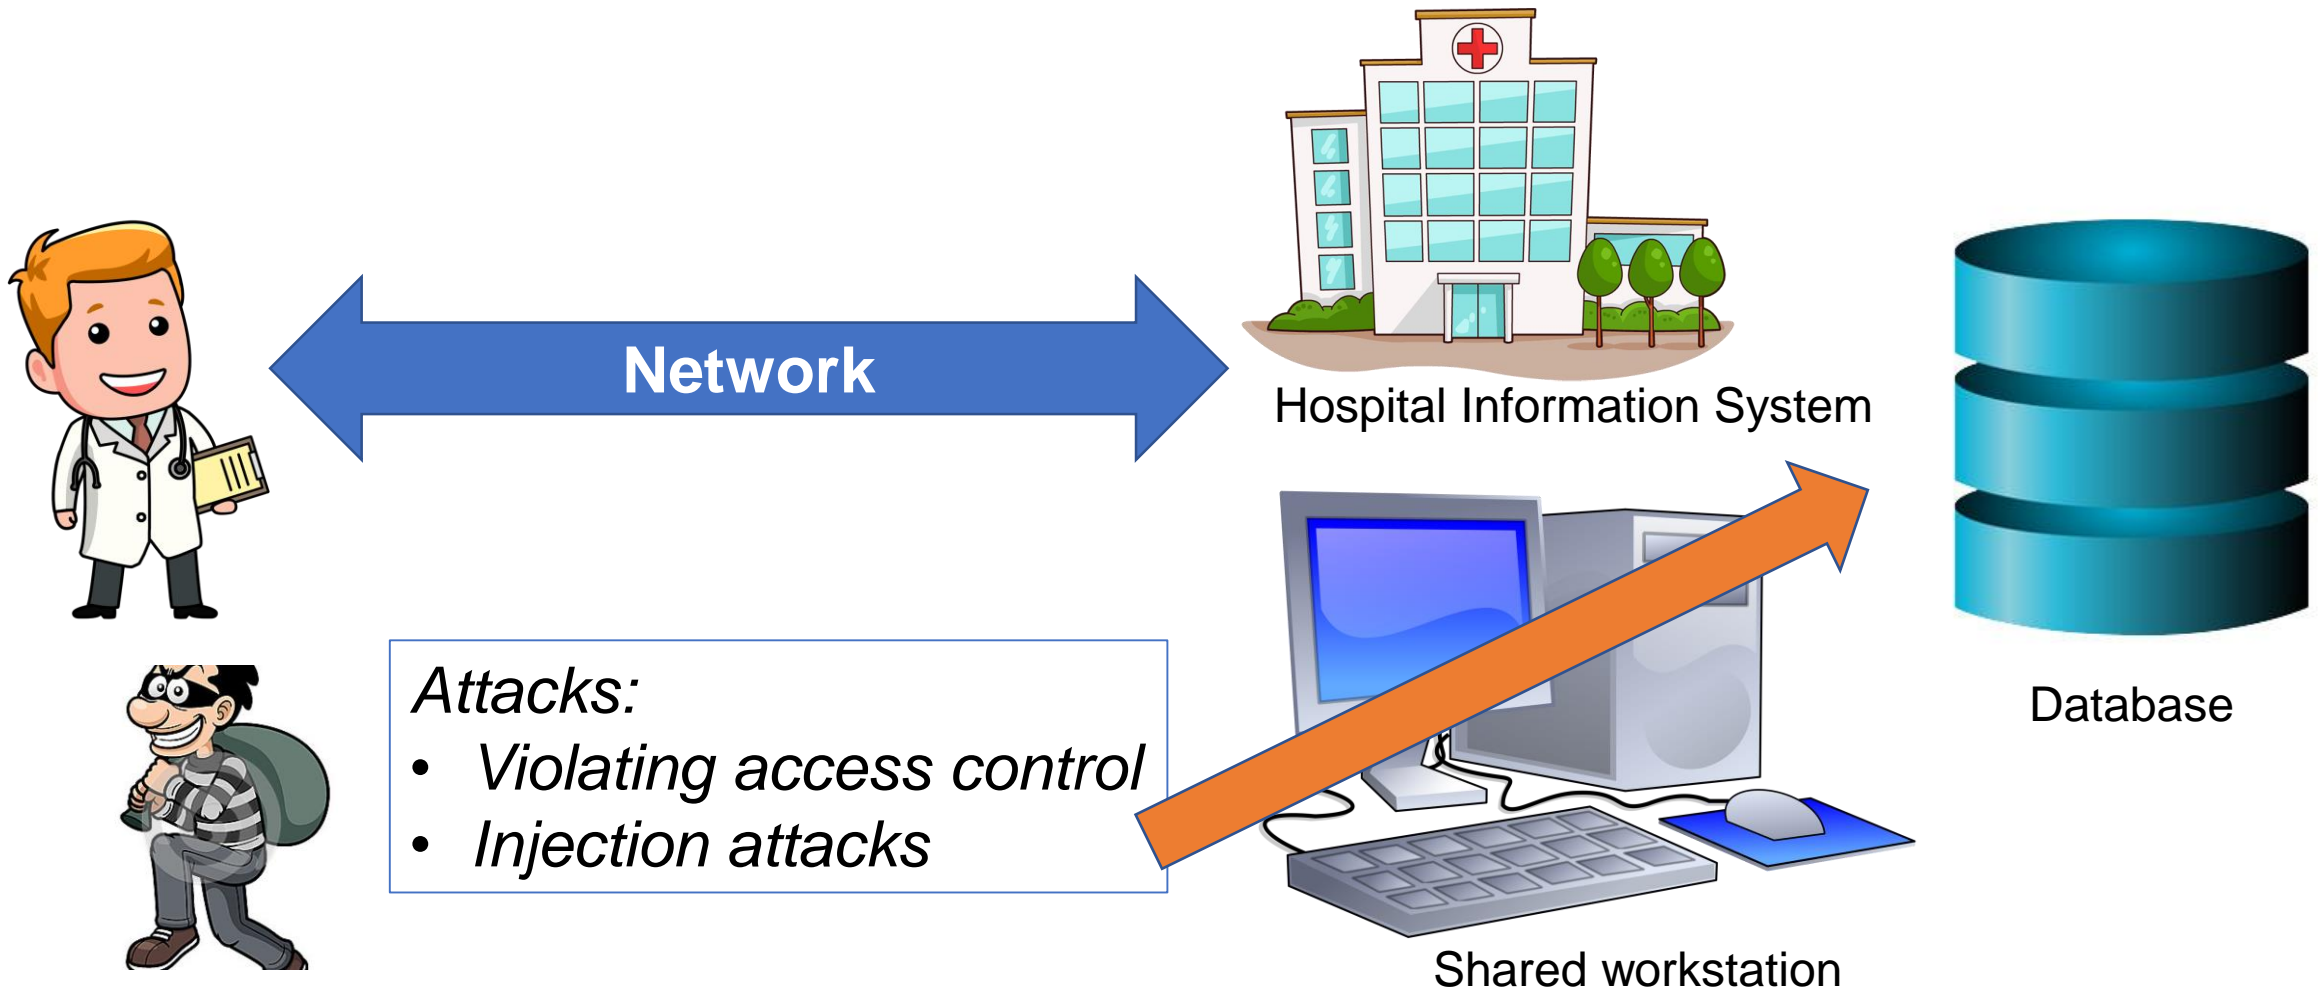 Network
Hospital Information System
Attacks:
• Violating access control
• Injection attacks
Database
Shared workstation